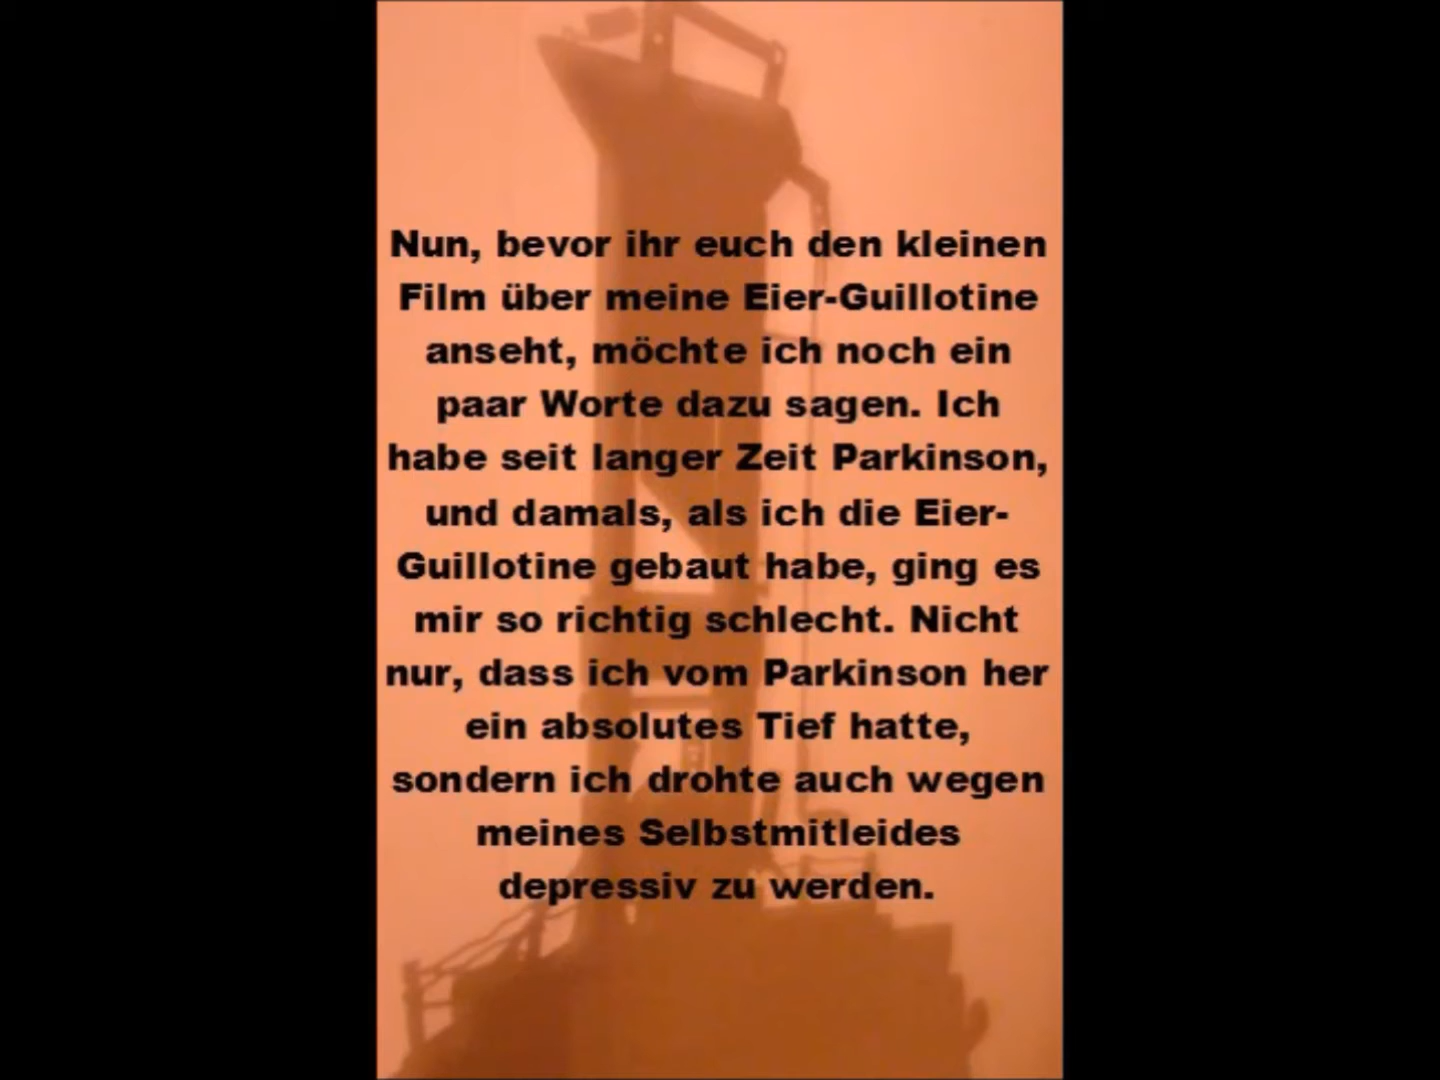 Nun, bevor ihr euch den kleinen
Film über meine Eier-Guillotine
anseht, möchte ich noch ein
paar Worte dazu sagen. Ich
habe seit langer Zeit Parkinson,
und damals, als ich die Eier-
Guillotine gebaut habe, ging es
mir so richtig schlecht. Nicht
nur, dass ich vom Parkinson her
ein absolutes Tief hatte,
sondern ich drohte auch wegen
meines Selbstmitleides
depressiv zu werden.